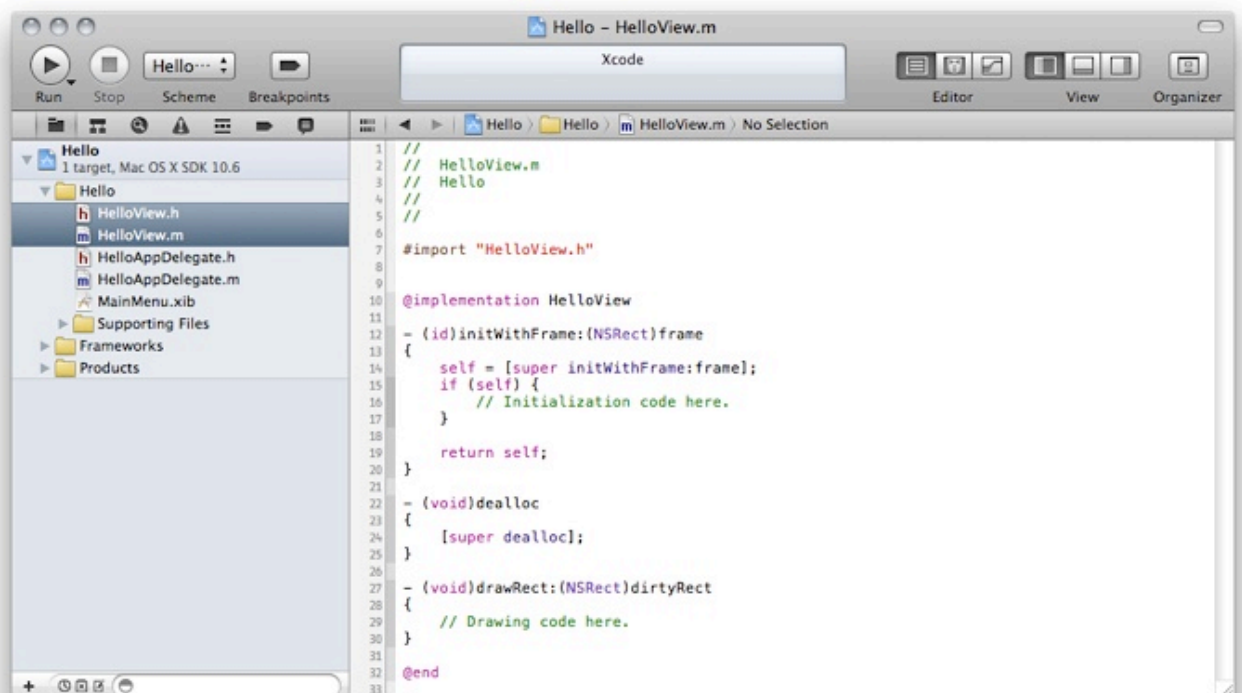 Hello – HelloView.m
Hello··· Xcode
Run Stop Scheme Breakpoints Editor View Organizer
Hello Hello m HelloView.m No Selection
Hello
1 target, Mac OS X SDK 10.6
Hello
h HelloView.h
m HelloView.m
h HelloAppDelegate.h
m HelloAppDelegate.m
MainMenu.xib
Supporting Files
Frameworks
Products
1 //
2 //  HelloView.m
3 //  Hello
4 //
5 //
6
7 #import "HelloView.h"
8
9
10 @implementation HelloView
11
12 - (id)initWithFrame:(NSRect)frame
13 {
14     self = [super initWithFrame:frame];
15     if (self) {
16         // Initialization code here.
17     }
18
19     return self;
20 }
21
22 - (void)dealloc
23 {
24     [super dealloc];
25 }
26
27 - (void)drawRect:(NSRect)dirtyRect
28 {
29     // Drawing code here.
30 }
31
32 @end
33